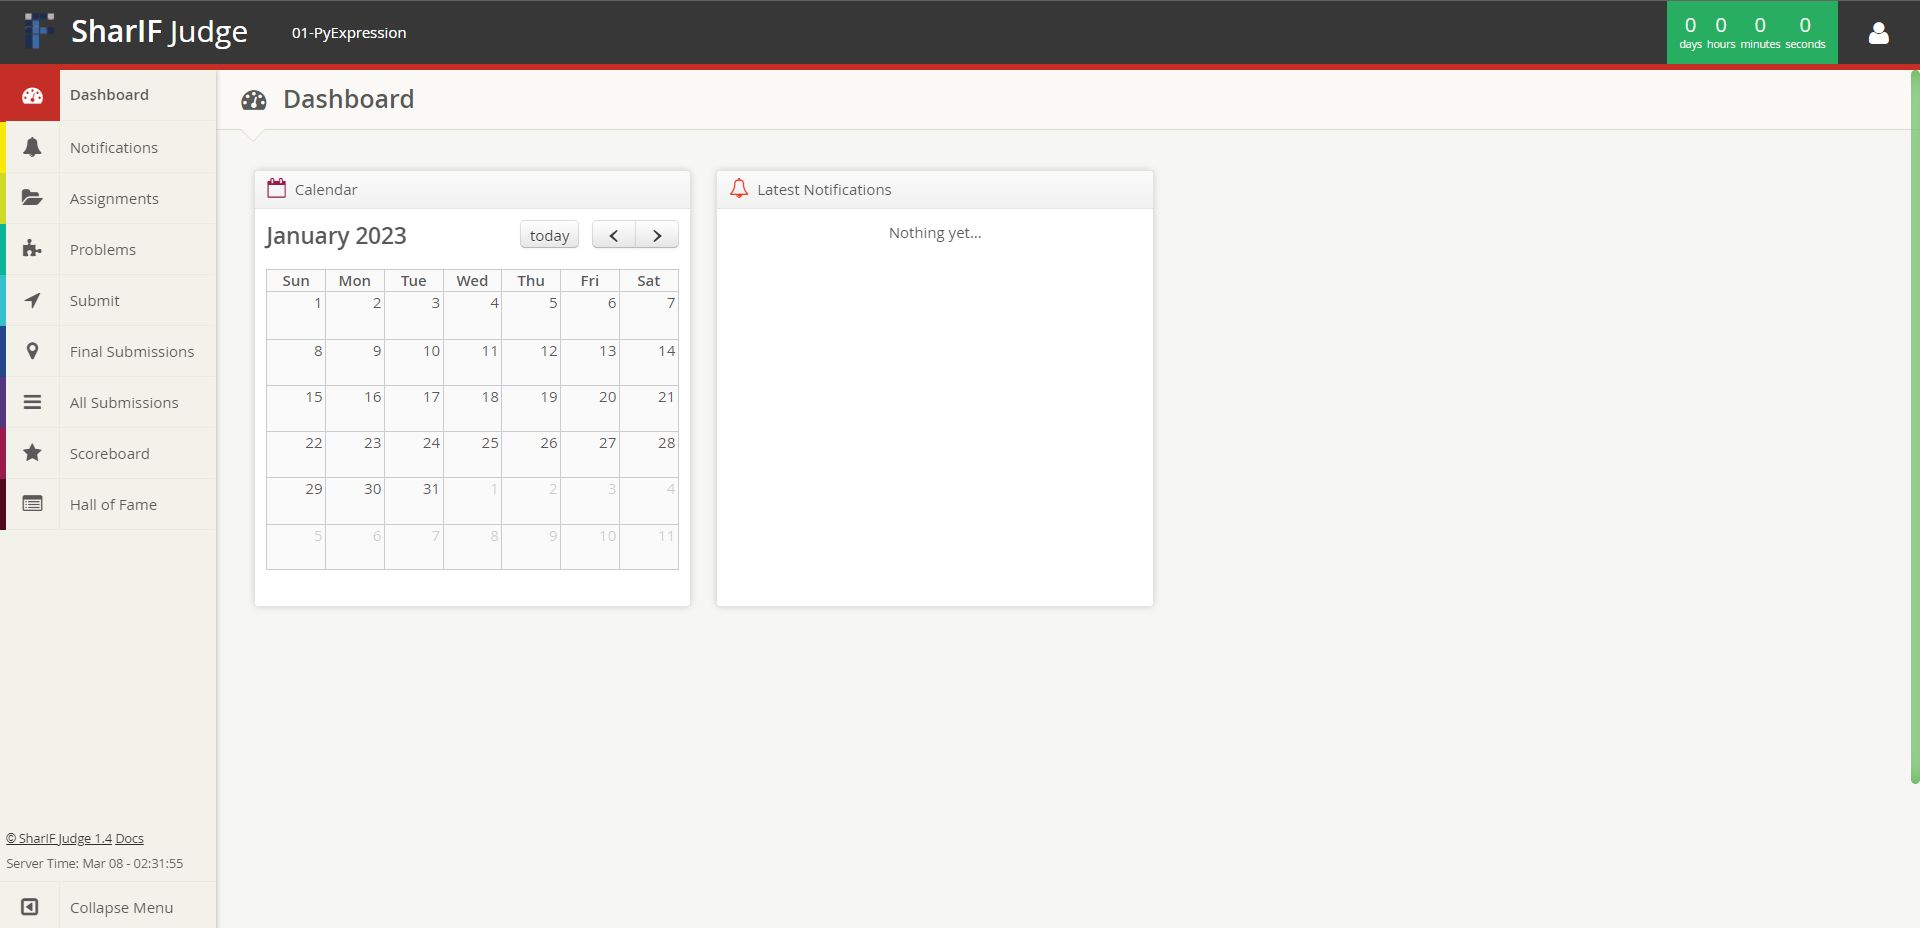 SharIF Judge
01-PyExpression
0 0 0 0
days hours minutes seconds
Dashboard
Notifications
Assignments
Problems
Submit
Final Submissions
All Submissions
Scoreboard
Hall of Fame
© SharIF Judge 1.4 Docs
Server Time: Mar 08 - 02:31:55
Collapse Menu
Dashboard
Calendar
January 2023
today
Sun Mon Tue Wed Thu Fri Sat
1 2 3 4 5 6 7
8 9 10 11 12 13 14
15 16 17 18 19 20 21
22 23 24 25 26 27 28
29 30 31 1 2 3 4
5 6 7 8 9 10 11
Latest Notifications
Nothing yet...